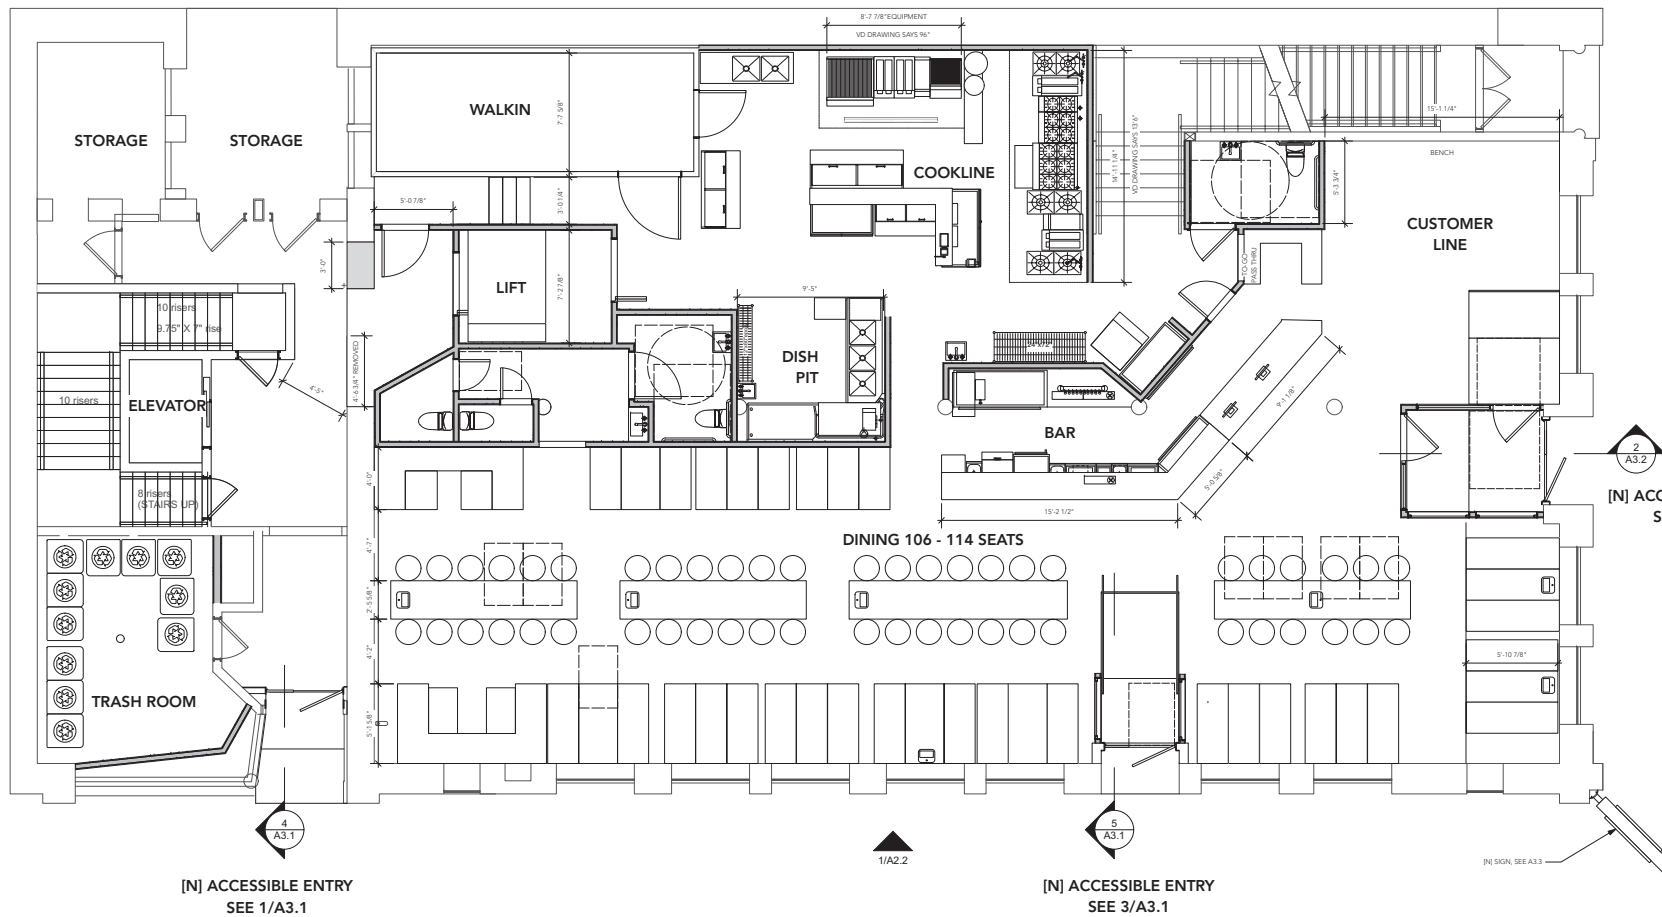 8'-7 7/8"EQUIPMENT
VD DRAWING SAYS 96"
WALKIN
7'-7 5/8"
STORAGE
STORAGE
COOKLINE
14'-11 1/4"
VD DRAWING SAYS 13'6"
15'-1 1/4"
BENCH
5'-3 3/4"
CUSTOMER
LINE
5'-0 7/8"
3'-0 1/4"
3'-0"
LIFT
7'-2 7/8"
TO-GO
PASS THRU
9'-5"
10 risers
9.75" X 7" rise
DISH
PIT
24"X72"
4'-6 3/4" REMOVED
4'-5"
10 risers
ELEVATOR
9'-1 1/8"
BAR
5'-0 5/8"
15'-2 1/2"
8 risers
(STAIRS UP)
4'-0"
2
A3.2
[N] ACC
S
DINING 106 - 114 SEATS
4'-7"
2'-5 5/8"
4'-2"
5'-10 7/8"
TRASH ROOM
5'-1 5/8"
4
A3.1
5
A3.1
1/A2.2
[N] SIGN, SEE A3.3
[N] ACCESSIBLE ENTRY
SEE 1/A3.1
[N] ACCESSIBLE ENTRY
SEE 3/A3.1